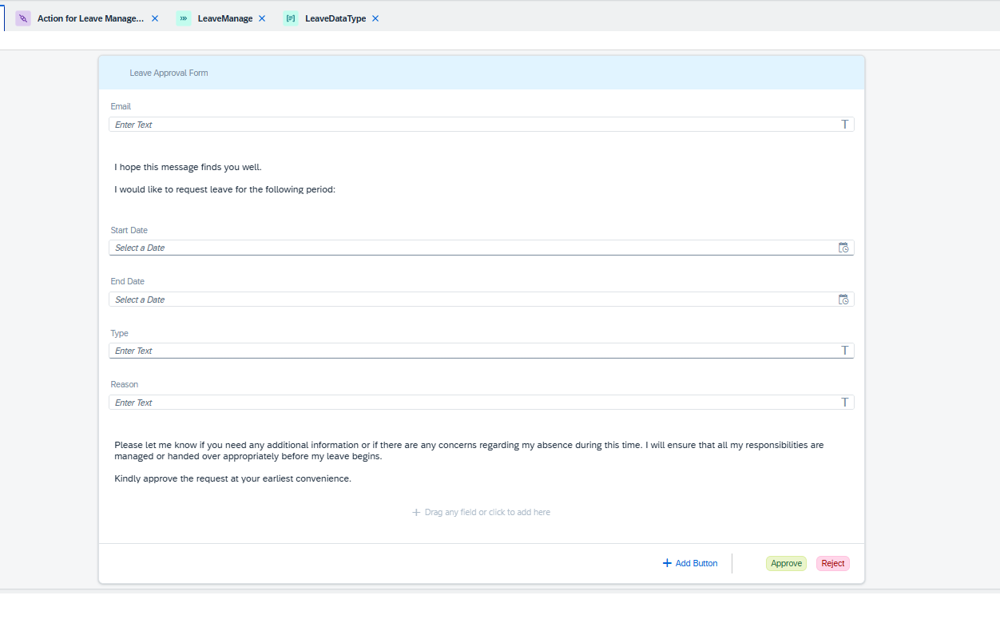 Action for Leave Manage...
LeaveManage
LeaveDataType
Leave Approval Form
Email
Enter Text
I hope this message finds you well.
I would like to request leave for the following period:
Start Date
Select a Date
End Date
Select a Date
Type
Enter Text
Reason
Enter Text
Please let me know if you need any additional information or if there are any concerns regarding my absence during this time. I will ensure that all my responsibilities are
managed or handed over appropriately before my leave begins.
Kindly approve the request at your earliest convenience.
Drag any field or click to add here
Add Button
Approve
Reject